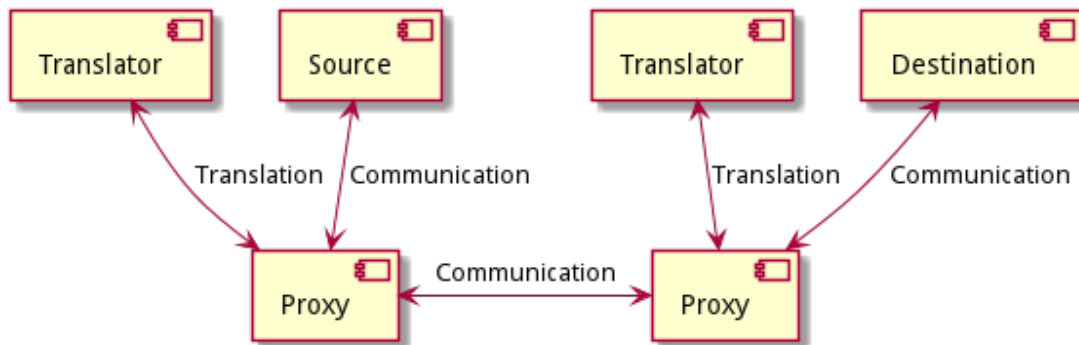 Translator
Source
Translator
Destination
Translation
Communication
Translation
Communication
Communication
Proxy
Proxy